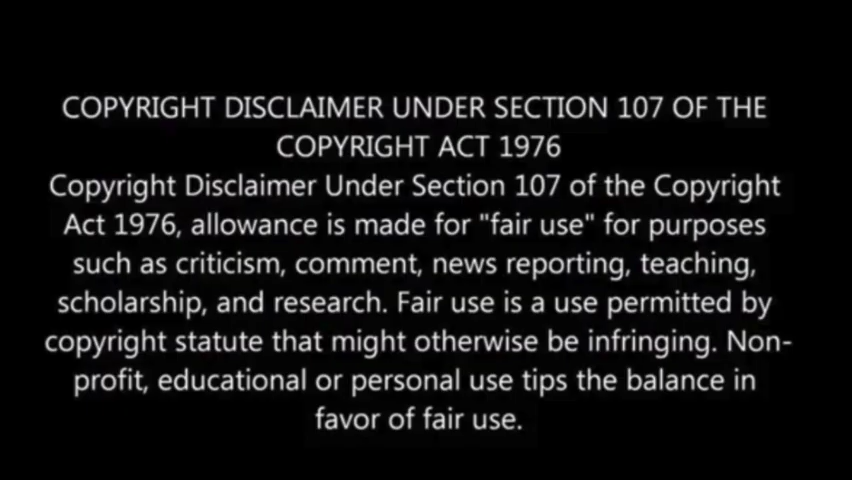 COPYRIGHT DISCLAIMER UNDER SECTION 107 OF THE
COPYRIGHT ACT 1976
Copyright Disclaimer Under Section 107 of the Copyright
Act 1976, allowance is made for "fair use" for purposes
such as criticism, comment, news reporting, teaching,
scholarship, and research. Fair use is a use permitted by
copyright statute that might otherwise be infringing. Non-
profit, educational or personal use tips the balance in
favor of fair use.